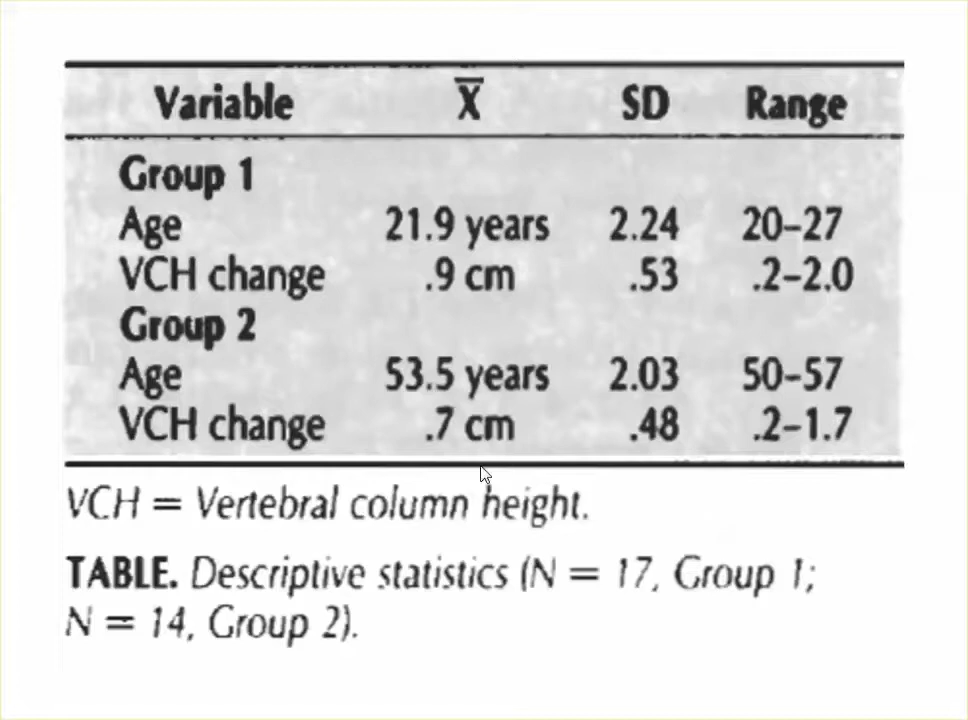 Variable X̅ SD Range
Group 1
Age 21.9 years 2.24 20–27
VCH change .9 cm .53 .2–2.0
Group 2
Age 53.5 years 2.03 50–57
VCH change .7 cm .48 .2–1.7
VCH = Vertebral column height.
TABLE. Descriptive statistics (N = 17, Group 1;
N = 14, Group 2).